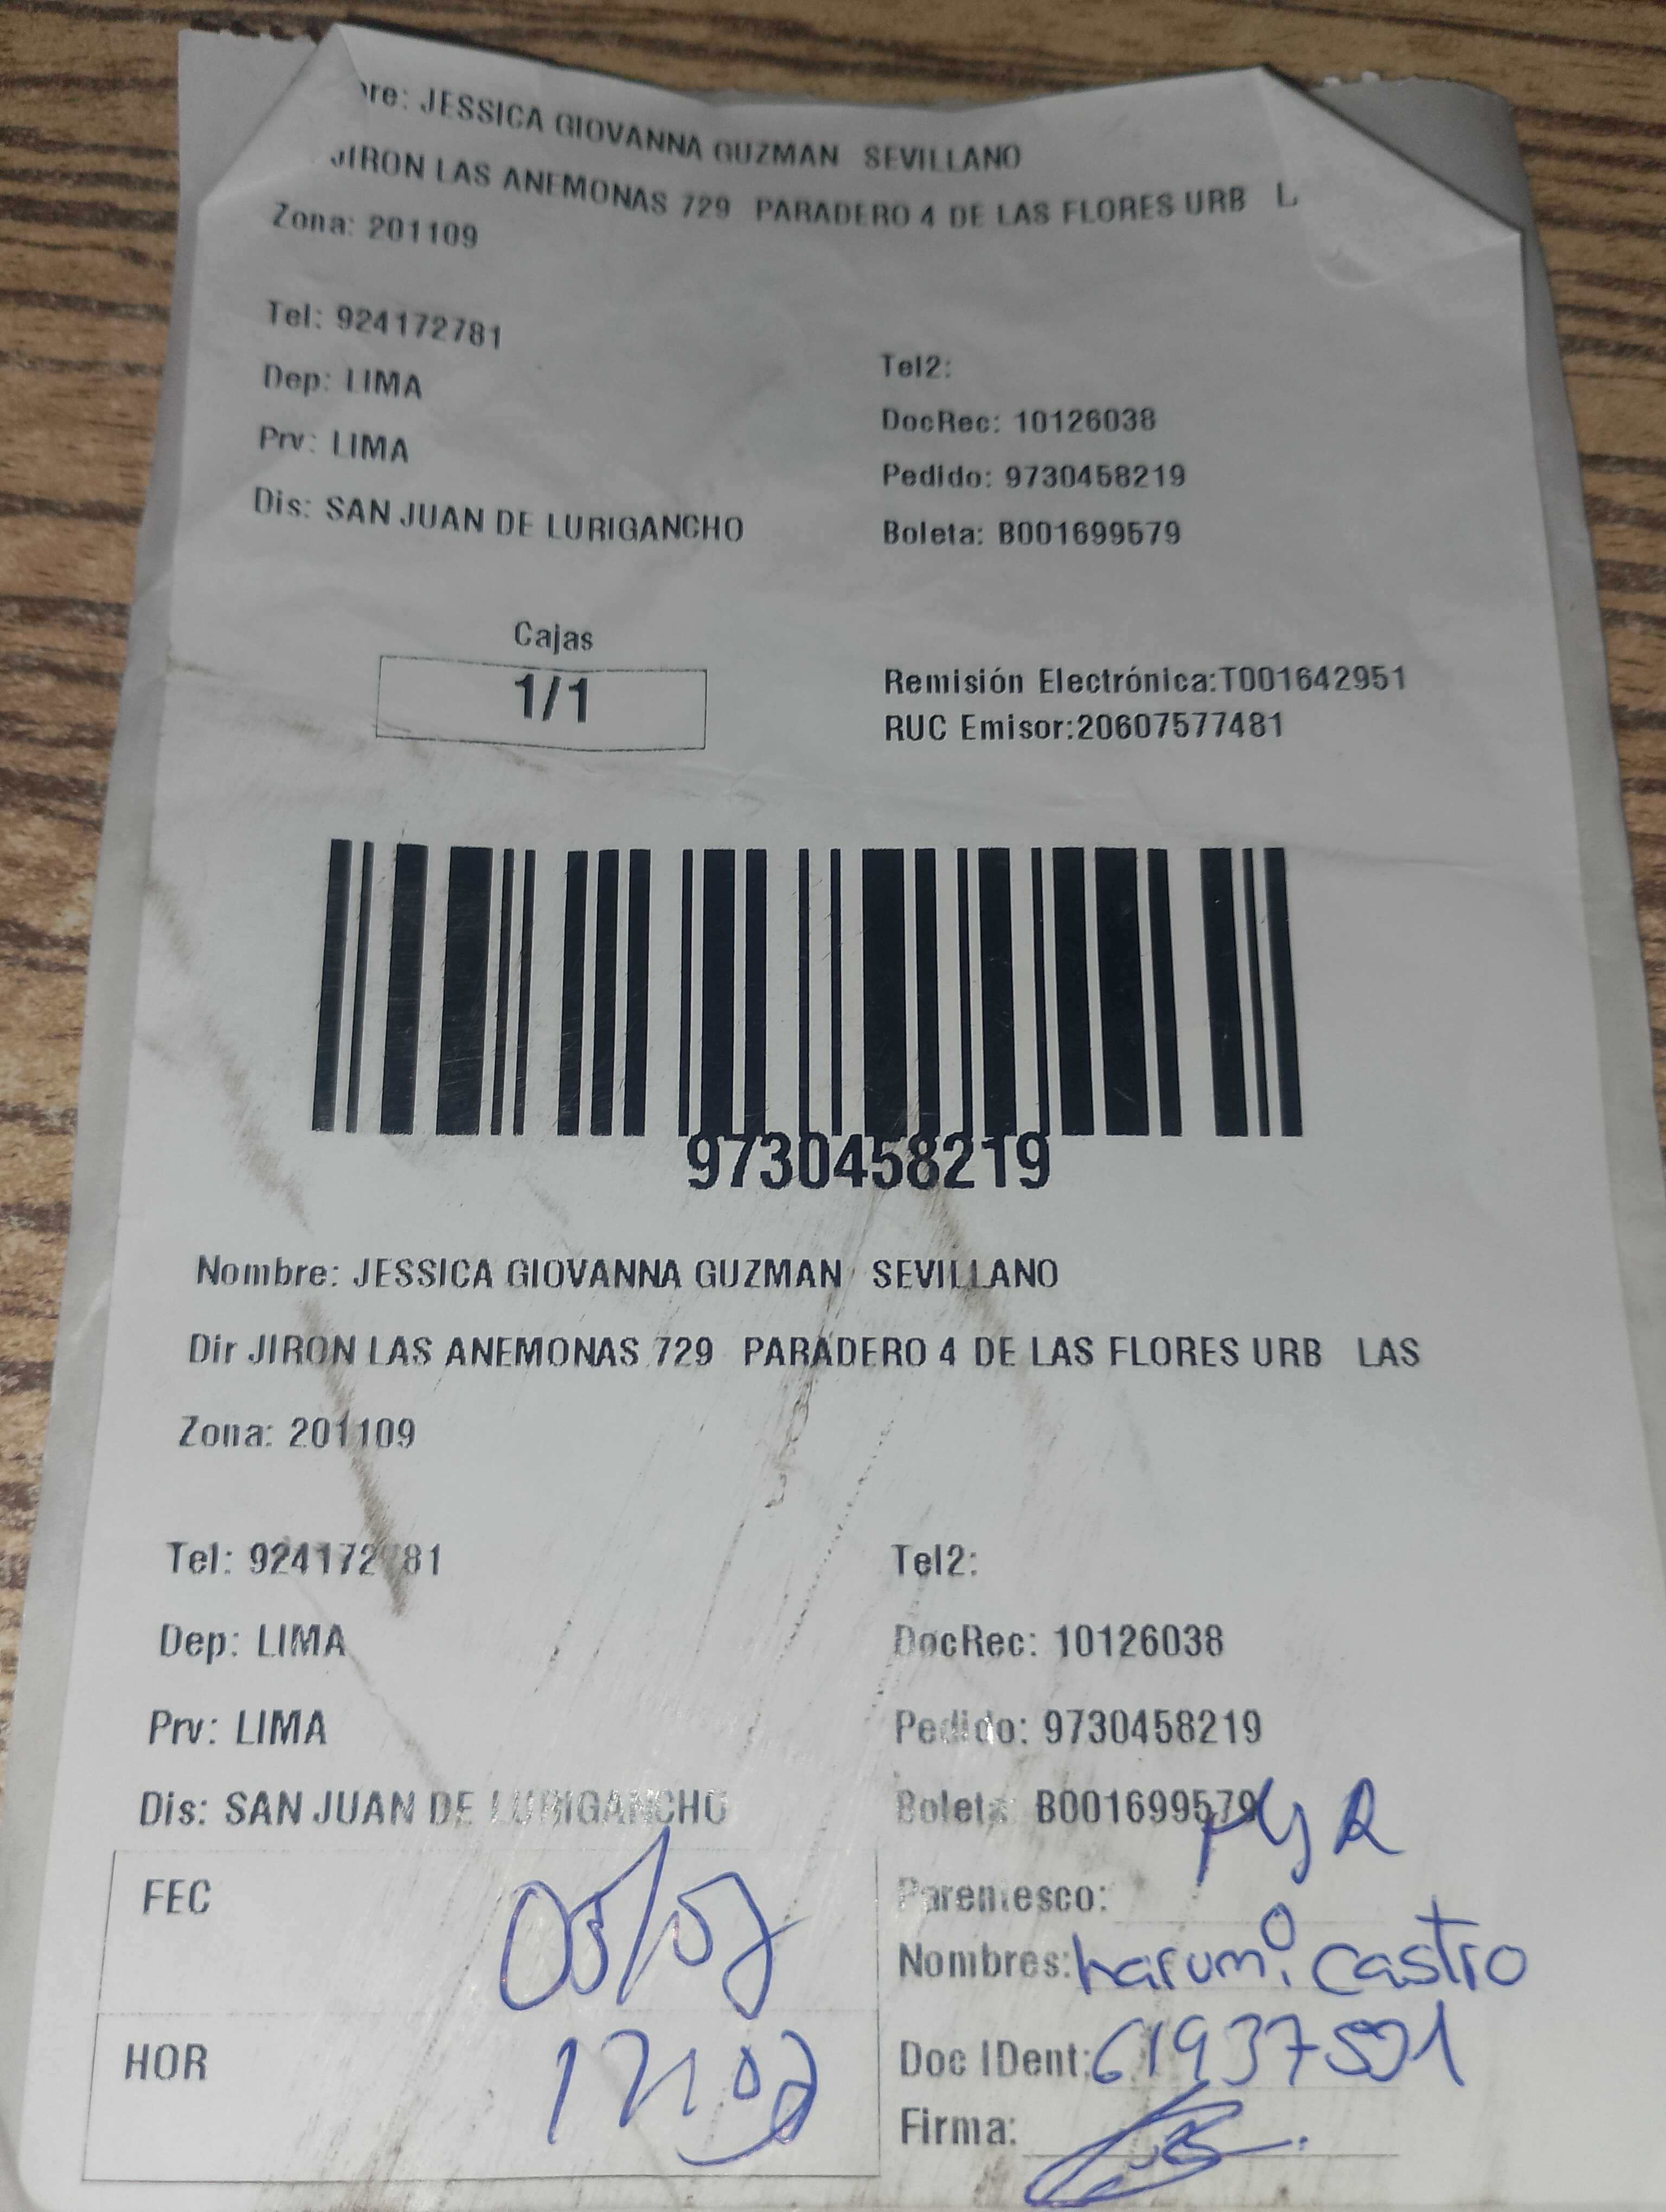 re: JESSICA GIOVANNA GUZMAN SEVILLANO
JIRON LAS ANEMONAS 729 PARADERO 4 DE LAS FLORES URB L
Zona: 201109
Tel: 924172781
Tel2:
Dep: LIMA
DocRec: 10126038
Prv: LIMA
Pedido: 9730458219
Dis: SAN JUAN DE LURIGANCHO
Boleta: B001699579
Cajas
1/1
Remisión Electrónica:T001642951
RUC Emisor:20607577481
9730458219
Nombre: JESSICA GIOVANNA GUZMAN SEVILLANO
Dir JIRON LAS ANEMONAS 729 PARADERO 4 DE LAS FLORES URB LAS
Zona: 201109
Tel: 924172781
Tel2:
Dep: LIMA
DocRec: 10126038
Prv: LIMA
Pedido: 9730458219
Dis: SAN JUAN DE LURIGANCHO
Boleta: B001699579
FEC
Parentesco:
Nombres: harumi castro
HOR
Doc IDent:
Firma: